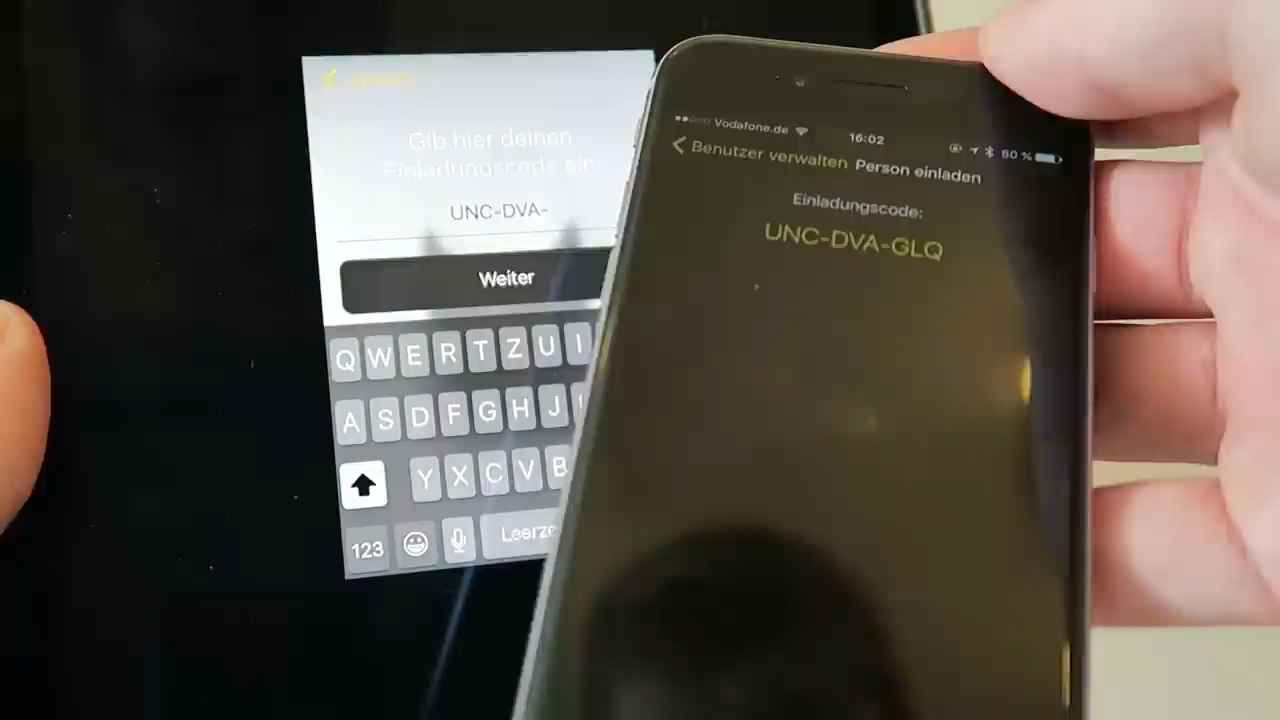 Gib hier deinen
Einladungscode ein
UNC-DVA-
Weiter
Q W E R T Z U I
A S D F G H J
Y X C V B
123 Leerze
Vodafone.de 16:02 60 %
Benutzer verwalten Person einladen
Einladungscode:
UNC-DVA-GLQ